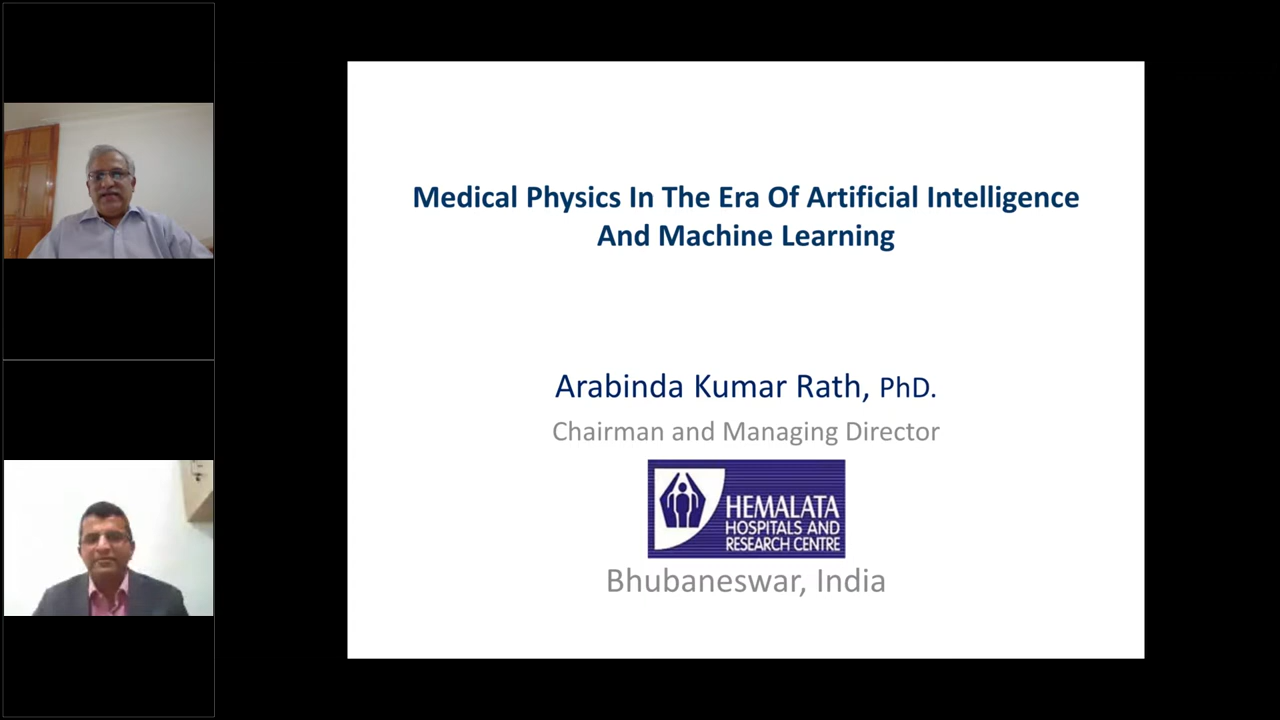 Medical Physics In The Era Of Artificial Intelligence
And Machine Learning
Arabinda Kumar Rath, PhD.
Chairman and Managing Director
HEMALATA
HOSPITALS AND
RESEARCH CENTRE
Bhubaneswar, India